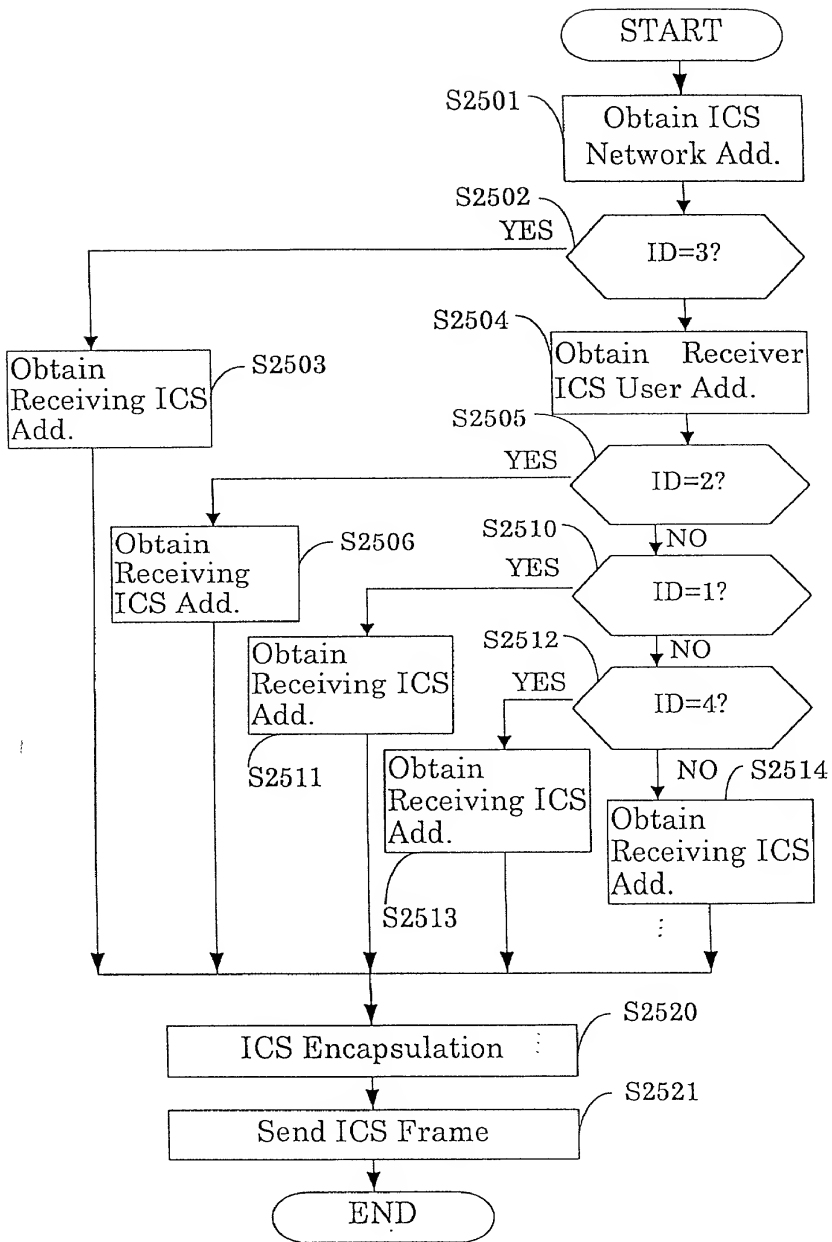 START
S2501
Obtain ICS
Network Add.
S2502
YES
ID=3?
S2504
Obtain Receiver
ICS User Add.
Obtain
Receiving ICS
Add.
S2503
S2505
YES
ID=2?
NO
Obtain
Receiving
ICS Add.
S2506
S2510
YES
ID=1?
NO
Obtain
Receiving ICS
Add.
S2511
S2512
YES
ID=4?
NO
Obtain
Receiving ICS
Add.
S2513
S2514
Obtain
Receiving ICS
Add.
ICS Encapsulation
S2520
Send ICS Frame
S2521
END